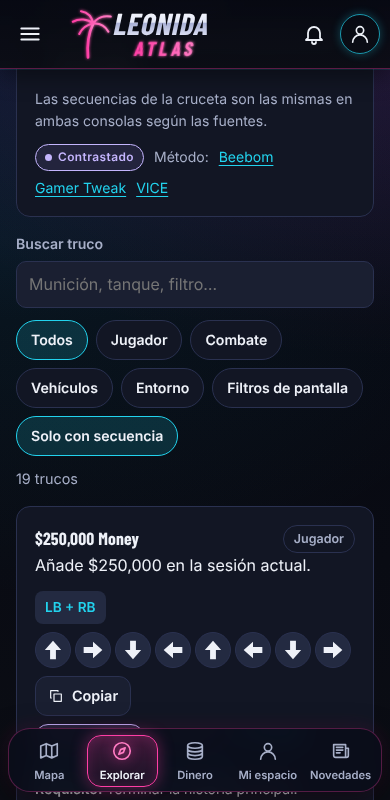 LEONIDA
ATLAS
Las secuencias de la cruceta son las mismas en
ambas consolas según las fuentes.
Contrastado Método: Beebom
Gamer Tweak VICE
Buscar truco
Munición, tanque, filtro...
Todos Jugador Combate
Vehículos Entorno Filtros de pantalla
Solo con secuencia
19 trucos
$250,000 Money Jugador
Añade $250,000 en la sesión actual.
LB + RB
Copiar
Mapa Explorar Dinero Mi espacio Novedades